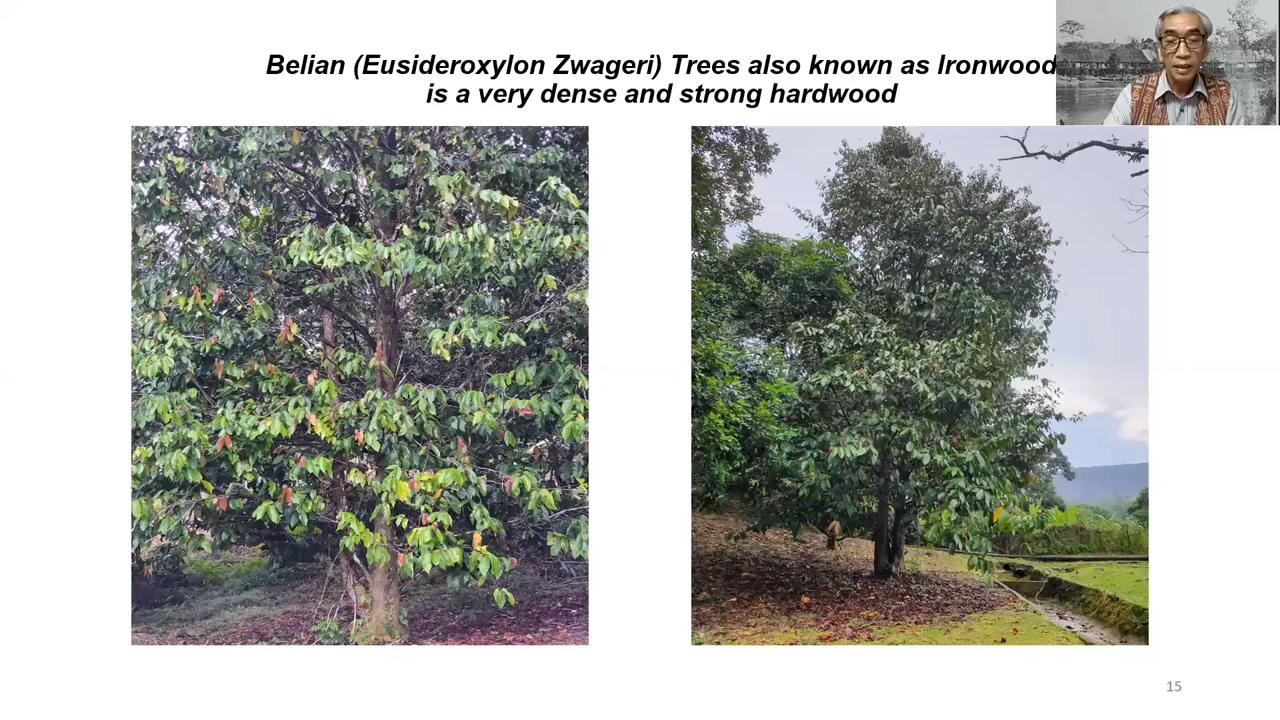 Belian (Eusideroxylon Zwageri) Trees also known as Ironwood
is a very dense and strong hardwood
15